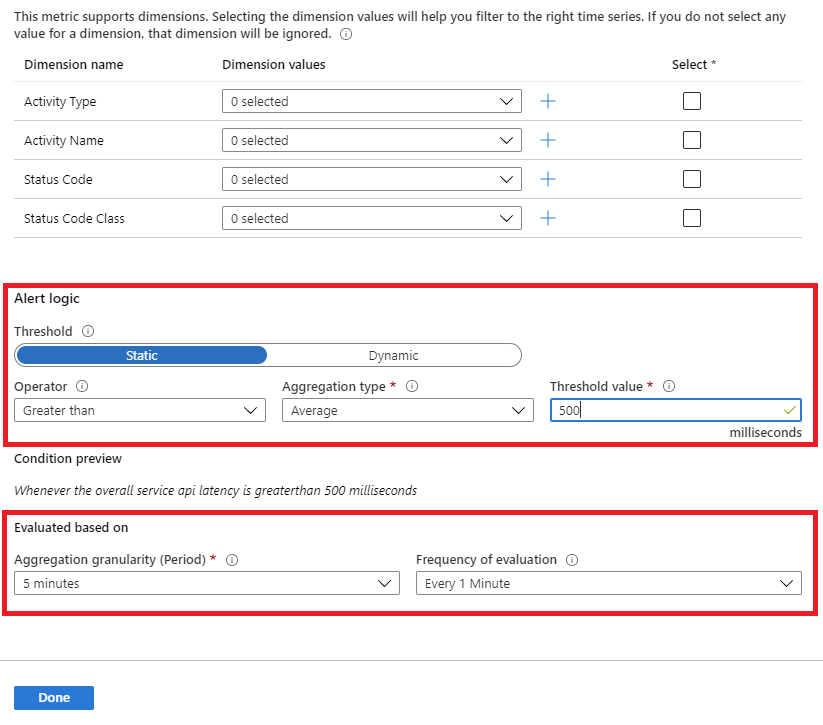 This metric supports dimensions. Selecting the dimension values will help you filter to the right time series. If you do not select any
value for a dimension, that dimension will be ignored.
Dimension name Dimension values Select *
Activity Type 0 selected
Activity Name 0 selected
Status Code 0 selected
Status Code Class 0 selected
Alert logic
Threshold
Static Dynamic
Operator Aggregation type * Threshold value *
Greater than Average 500
milliseconds
Condition preview
Whenever the overall service api latency is greaterthan 500 milliseconds
Evaluated based on
Aggregation granularity (Period) * Frequency of evaluation
5 minutes Every 1 Minute
Done